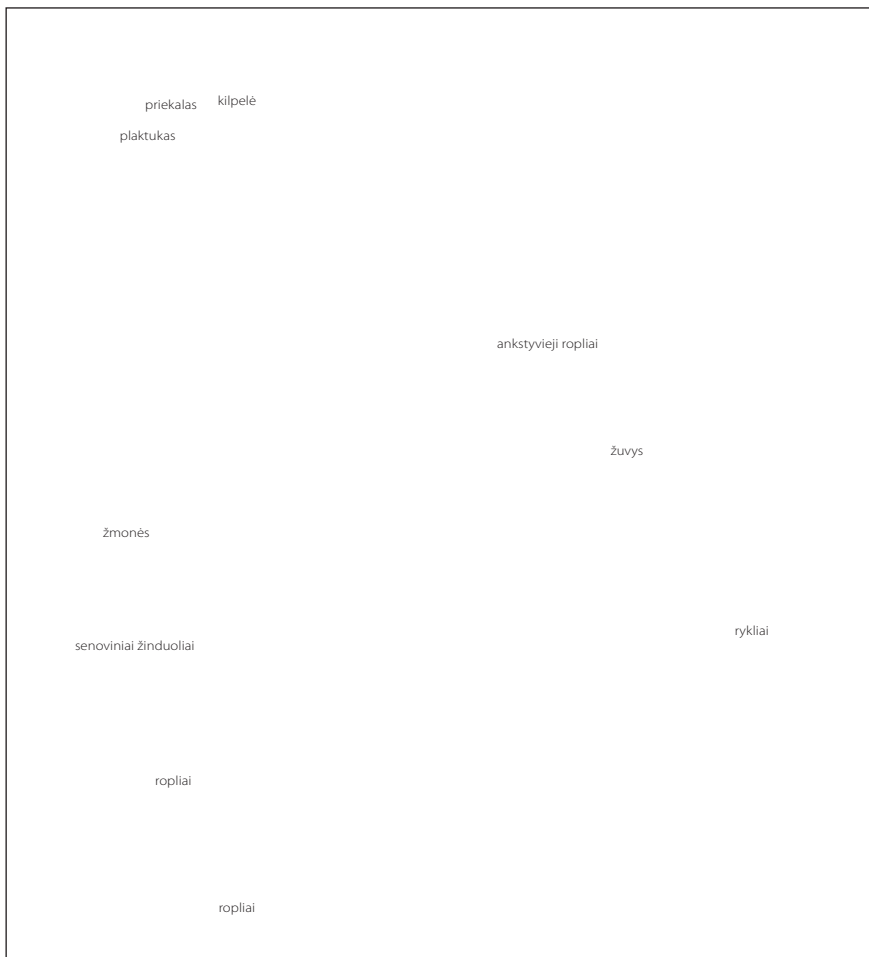 priekalas kilpelė
plaktukas
ankstyvieji ropliai
žuvys
žmonės
rykliai
senoviniai žinduoliai
ropliai
ropliai